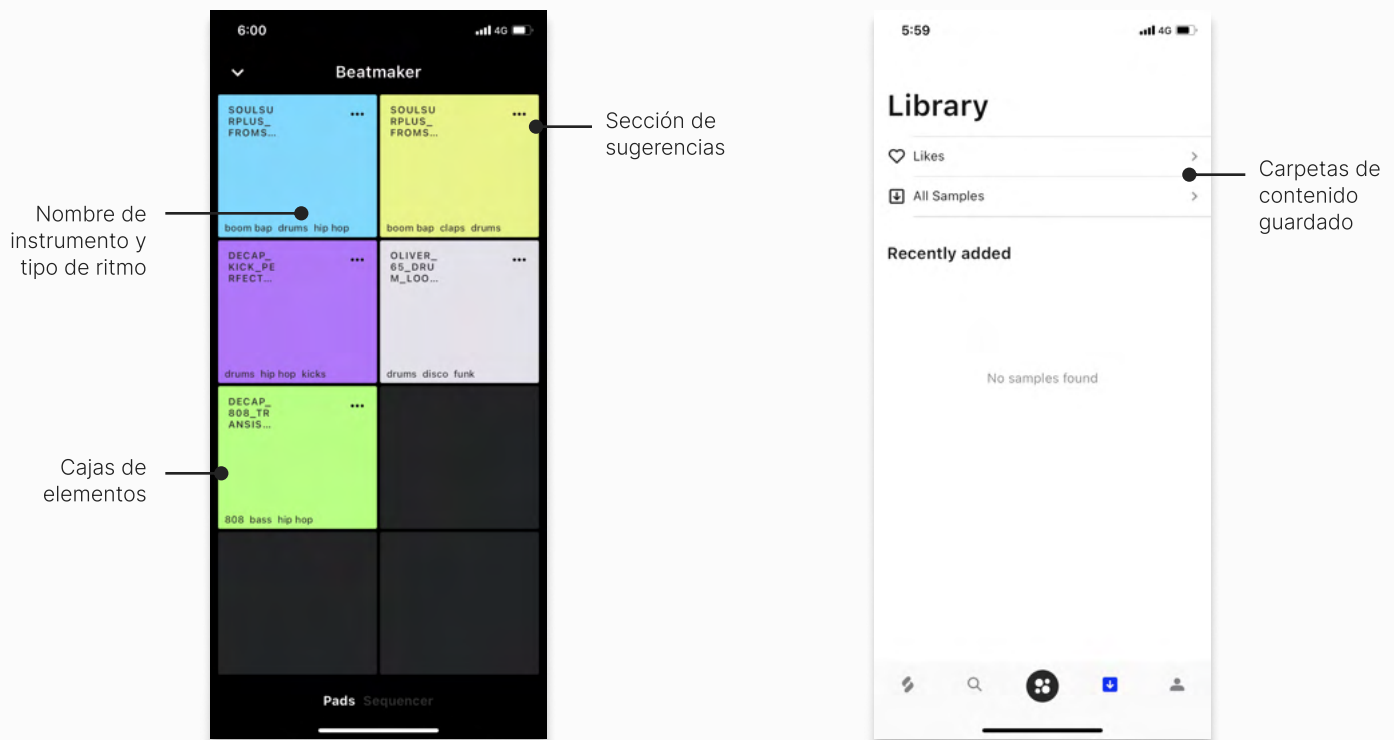 6:00
4G
Beatmaker
SOULSU
RPLUS_
FROMS...
SOULSU
RPLUS_
FROMS...
boom bap drums hip hop
boom bap claps drums
DECAP_
KICK_PE
RFECT...
OLIVER_
65_DRU
M_LOO...
drums hip hop kicks
drums disco funk
DECAP_
808_TR
ANSIS...
808 bass hip hop
Pads Sequencer
Nombre de
instrumento y
tipo de ritmo
Cajas de
elementos
Sección de
sugerencias
5:59
4G
Library
Likes
All Samples
Recently added
No samples found
Carpetas de
contenido
guardado